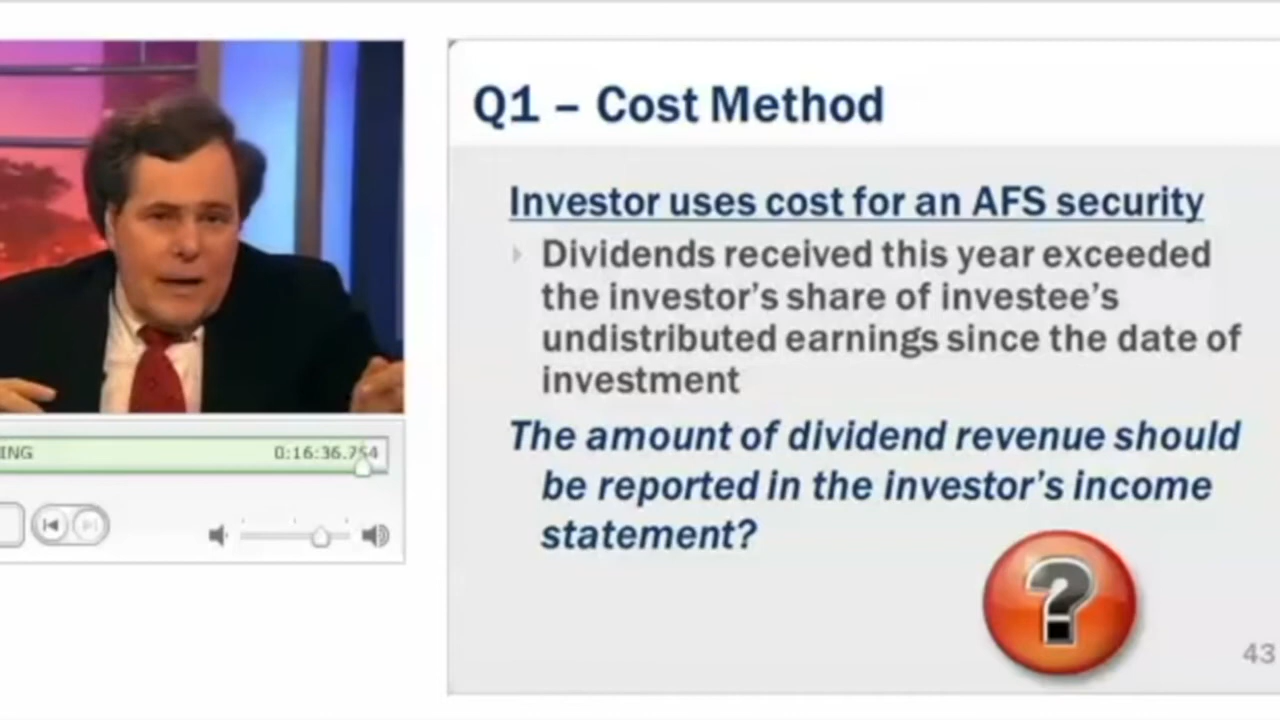 Q1 – Cost Method
Investor uses cost for an AFS security
Dividends received this year exceeded
the investor's share of investee's
undistributed earnings since the date of
investment
The amount of dividend revenue should
be reported in the investor's income
statement?
43
ING
0:16:36.754